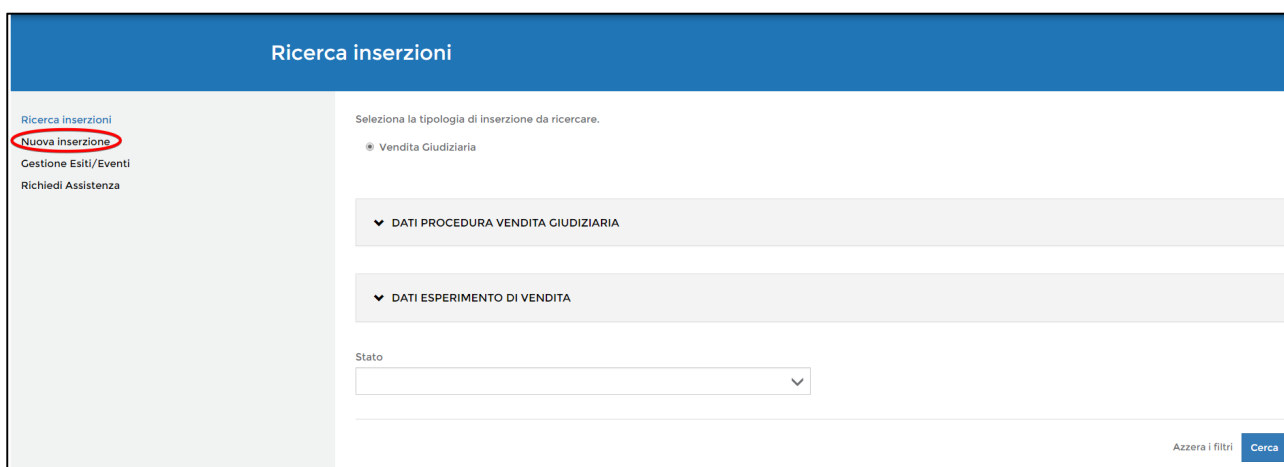 Ricerca inserzioni
Ricerca inserzioni
Nuova inserzione
Gestione Esiti/Eventi
Richiedi Assistenza
Seleziona la tipologia di inserzione da ricercare.
Vendita Giudiziaria
DATI PROCEDURA VENDITA GIUDIZIARIA
DATI ESPERIMENTO DI VENDITA
Stato
Azzera i filtri
Cerca